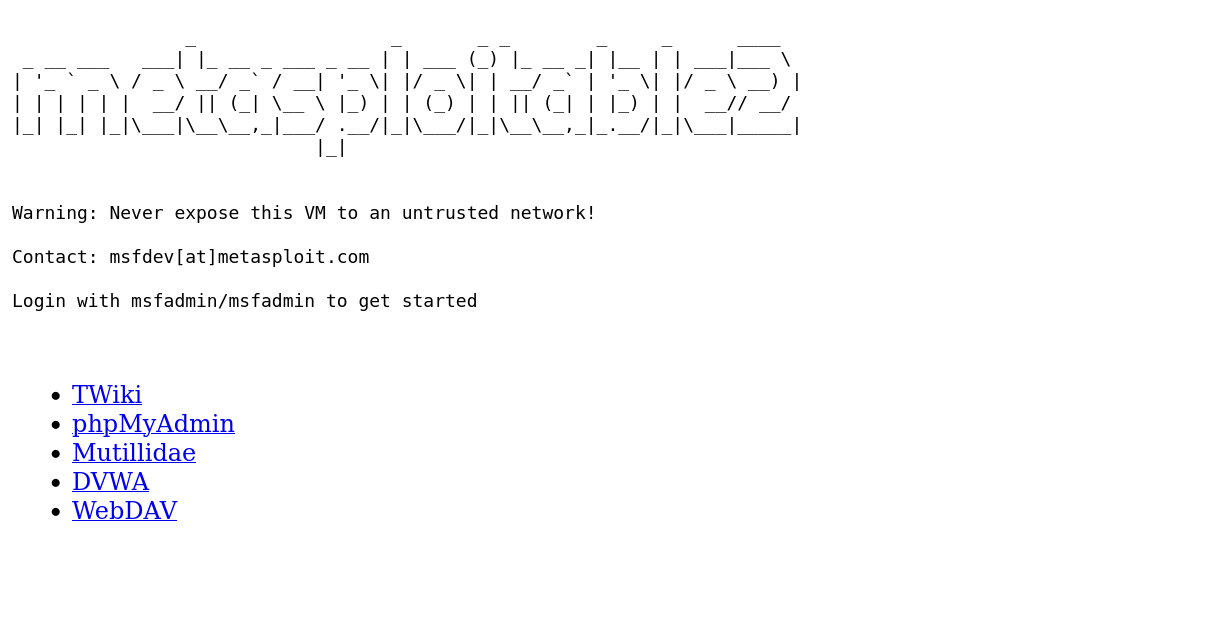 metasploitable2
Warning: Never expose this VM to an untrusted network!
Contact: msfdev[at]metasploit.com
Login with msfadmin/msfadmin to get started
TWiki
phpMyAdmin
Mutillidae
DVWA
WebDAV